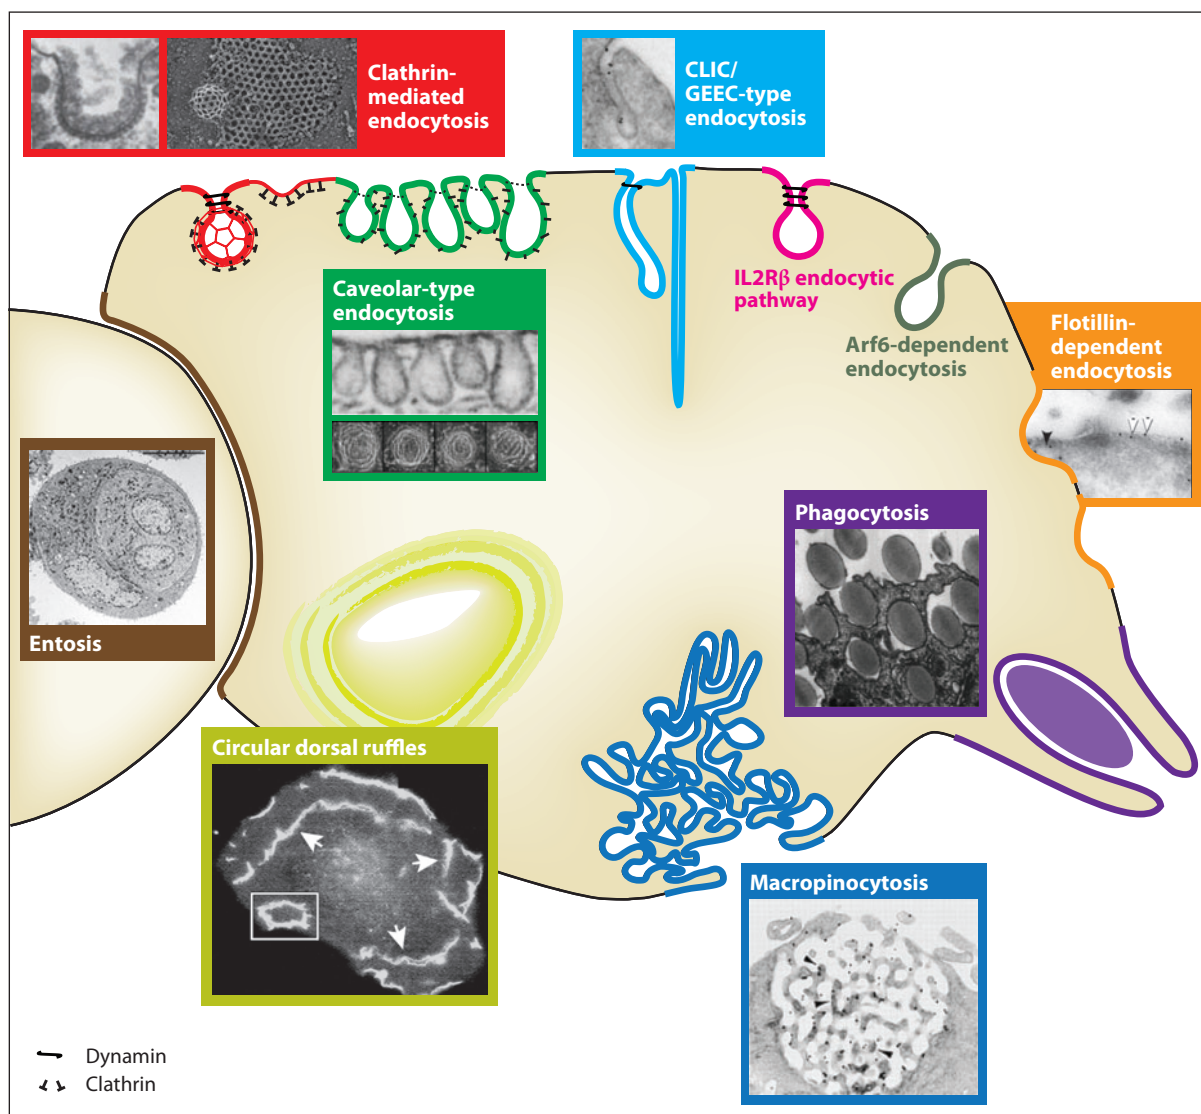 Clathrin-
mediated
endocytosis
CLIC/
GEEC-type
endocytosis
IL2Rβ endocytic
pathway
Caveolar-type
endocytosis
Arf6-dependent
endocytosis
Flotillin-
dependent
endocytosis
Phagocytosis
Entosis
Circular dorsal ruffles
Macropinocytosis
Dynamin
Clathrin